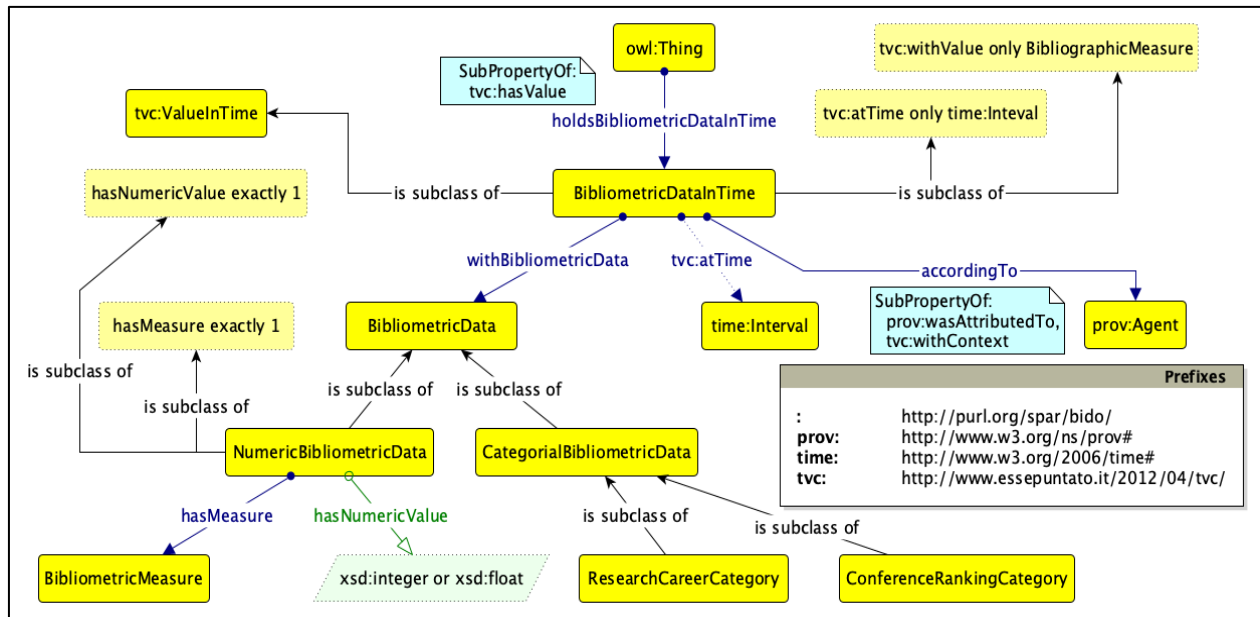 owl:Thing
SubPropertyOf:
tvc:hasValue
tvc:withValue only BibliographicMeasure
tvc:ValueInTime
tvc:atTime only time:Inteval
holdsBibliometricDataInTime
hasNumericValue exactly 1
is subclass of
BibliometricDataInTime
is subclass of
withBibliometricData
tvc:atTime
accordingTo
hasMeasure exactly 1
BibliometricData
time:Interval
SubPropertyOf:
prov:wasAttributedTo,
tvc:withContext
prov:Agent
is subclass of
is subclass of
is subclass of
is subclass of
Prefixes
: http://purl.org/spar/bido/
prov: http://www.w3.org/ns/prov#
time: http://www.w3.org/2006/time#
tvc: http://www.essepuntato.it/2012/04/tvc/
NumericBibliometricData
CategorialBibliometricData
hasMeasure
hasNumericValue
is subclass of
is subclass of
BibliometricMeasure
xsd:integer or xsd:float
ResearchCareerCategory
ConferenceRankingCategory